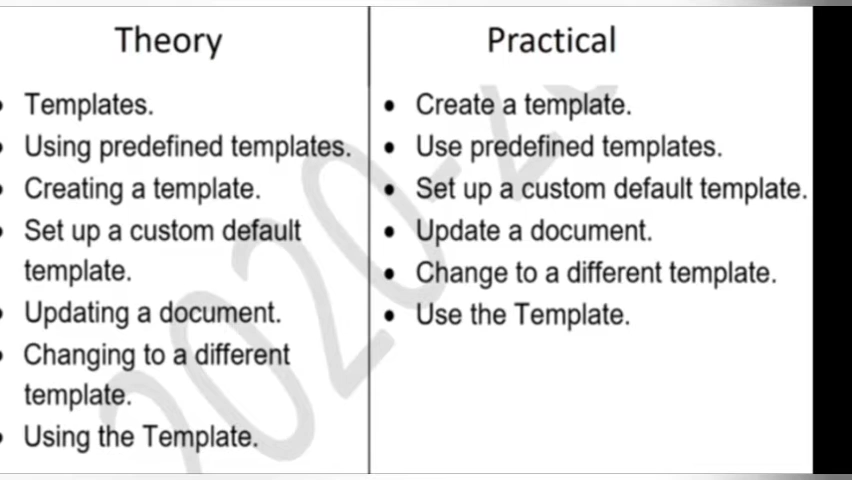 Theory
Templates.
Using predefined templates.
Creating a template.
Set up a custom default
template.
Updating a document.
Changing to a different
template.
Using the Template.
Practical
• Create a template.
• Use predefined templates.
• Set up a custom default template.
• Update a document.
• Change to a different template.
• Use the Template.